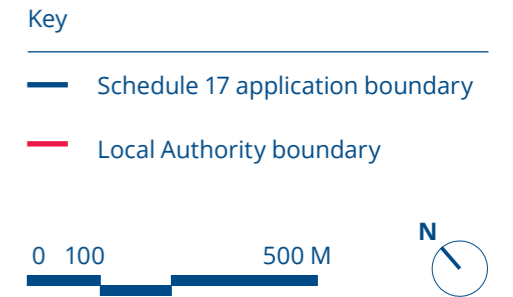 Key
Schedule 17 application boundary
Local Authority boundary
N
0 100 500 M